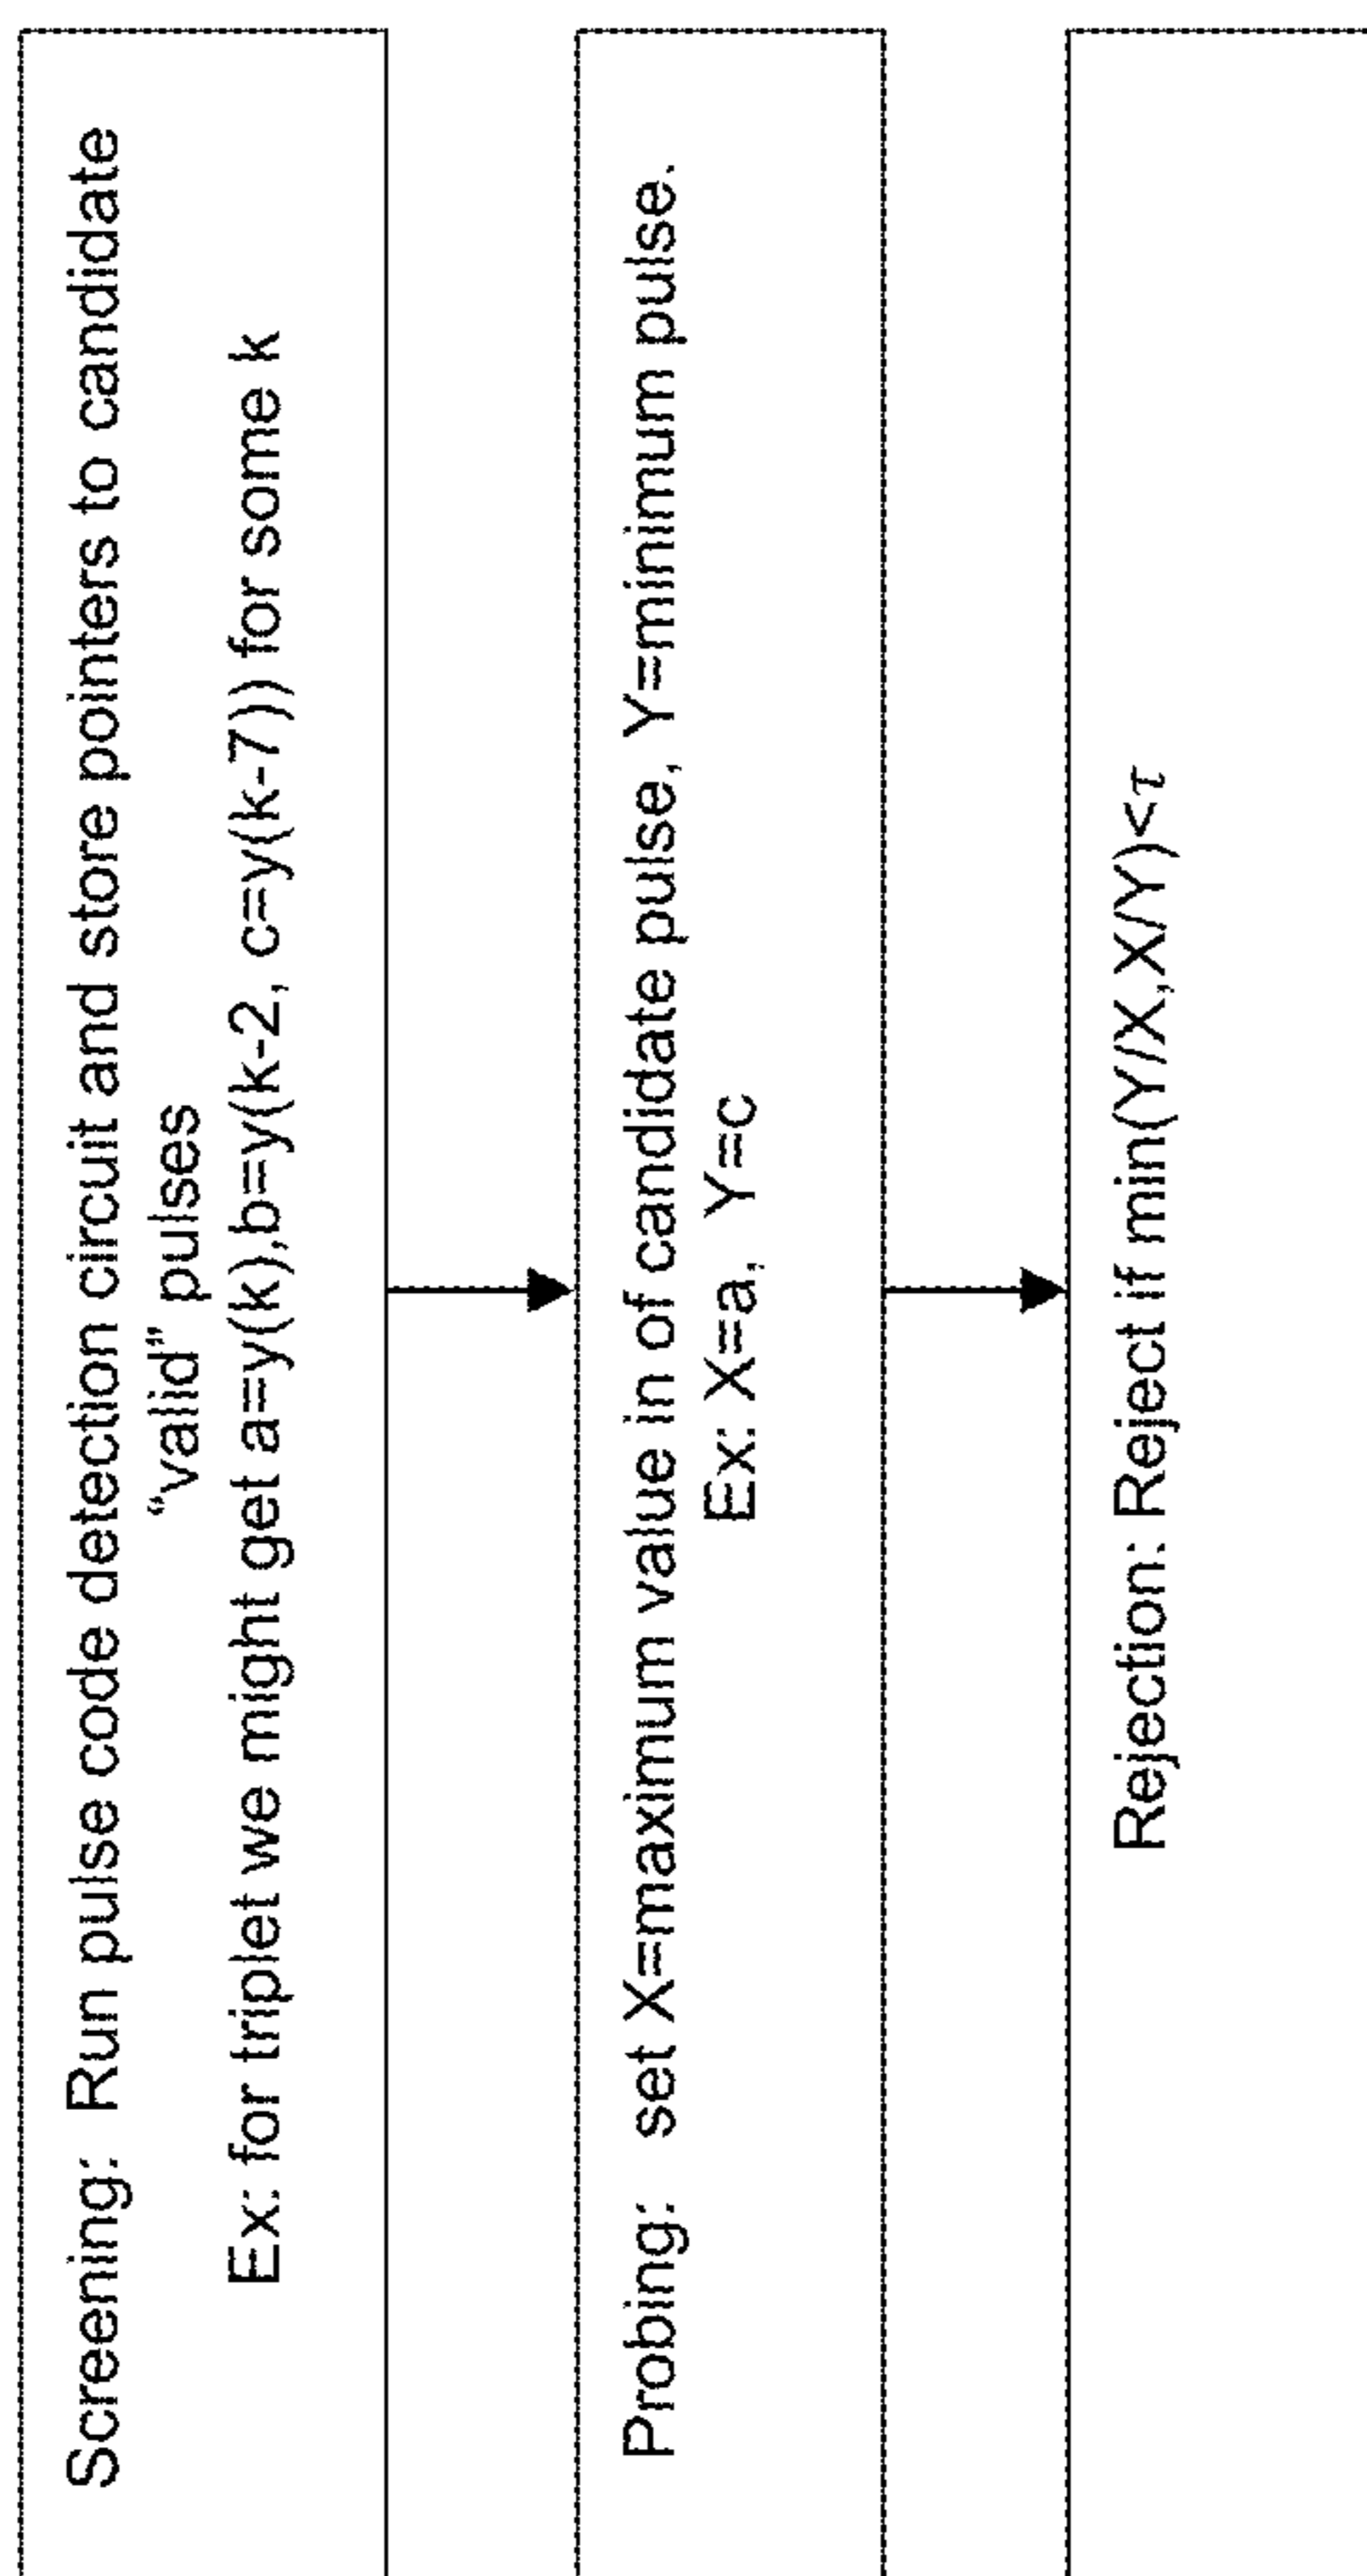 Screening: Run pulse code detection circuit and store pointers to candidate
“valid” pulses
Ex: for triplet we might get a=y(k),b=y(k-2, c=y(k-7)) for some k
Probing: set X=maximum value in of candidate pulse, Y=minimum pulse.
Ex: X=a, Y=c
Rejection: Reject if min(Y/X,X/Y)<τ